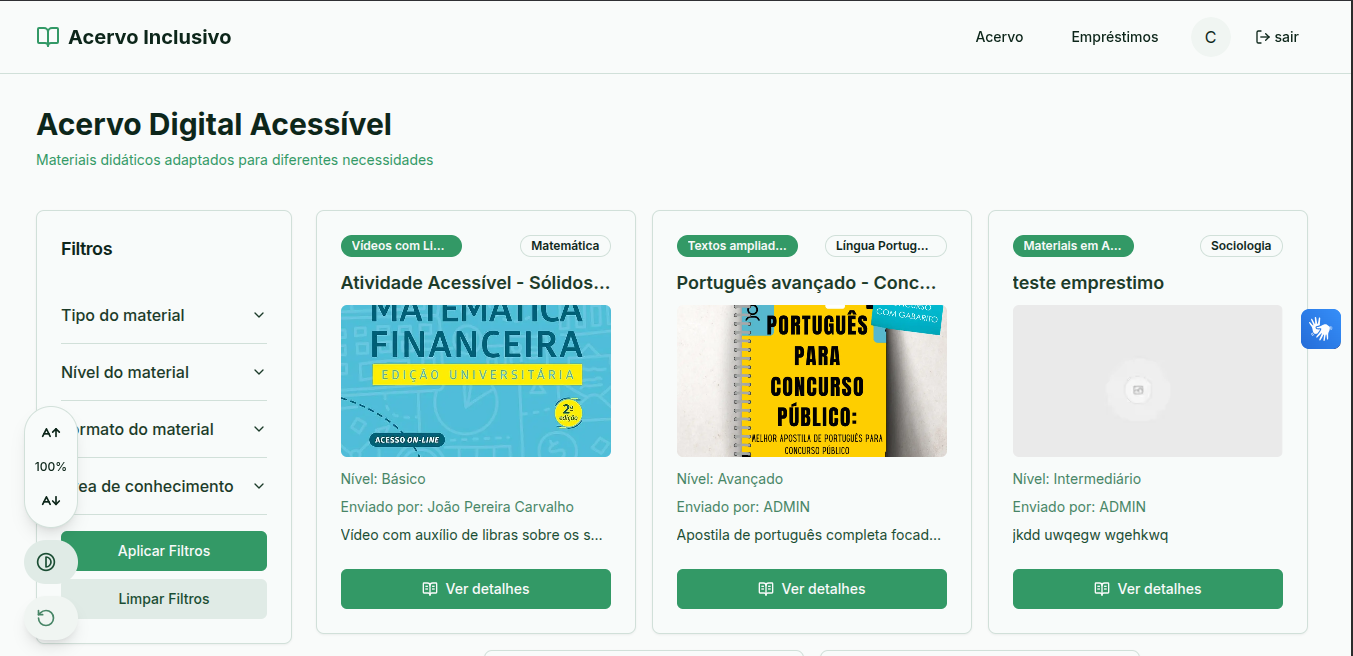 Acervo Inclusivo
Acervo
Empréstimos
C
sair
Acervo Digital Acessível
Materiais didáticos adaptados para diferentes necessidades
Filtros
Tipo do material
Nível do material
ormato do material
ea de conhecimento
Aplicar Filtros
Limpar Filtros
A↑
100%
A↓
Vídeos com Li...
Matemática
Atividade Acessível - Sólidos...
MATEMÁTICA
FINANCEIRA
EDIÇÃO UNIVERSITÁRIA
2ª
edição
ACESSO ON-LINE
Nível: Básico
Enviado por: João Pereira Carvalho
Vídeo com auxílio de libras sobre os s...
Ver detalhes
Textos ampliad...
Língua Portug...
Português avançado - Conc...
COM GABARITO
PORTUGUÊS
PARA
CONCURSO
PÚBLICO:
MELHOR APOSTILA DE PORTUGUÊS PARA
CONCURSO PÚBLICO
Nível: Avançado
Enviado por: ADMIN
Apostila de português completa focad...
Ver detalhes
Materiais em A...
Sociologia
teste emprestimo
Nível: Intermediário
Enviado por: ADMIN
jkdd uwqegw wgehkwq
Ver detalhes